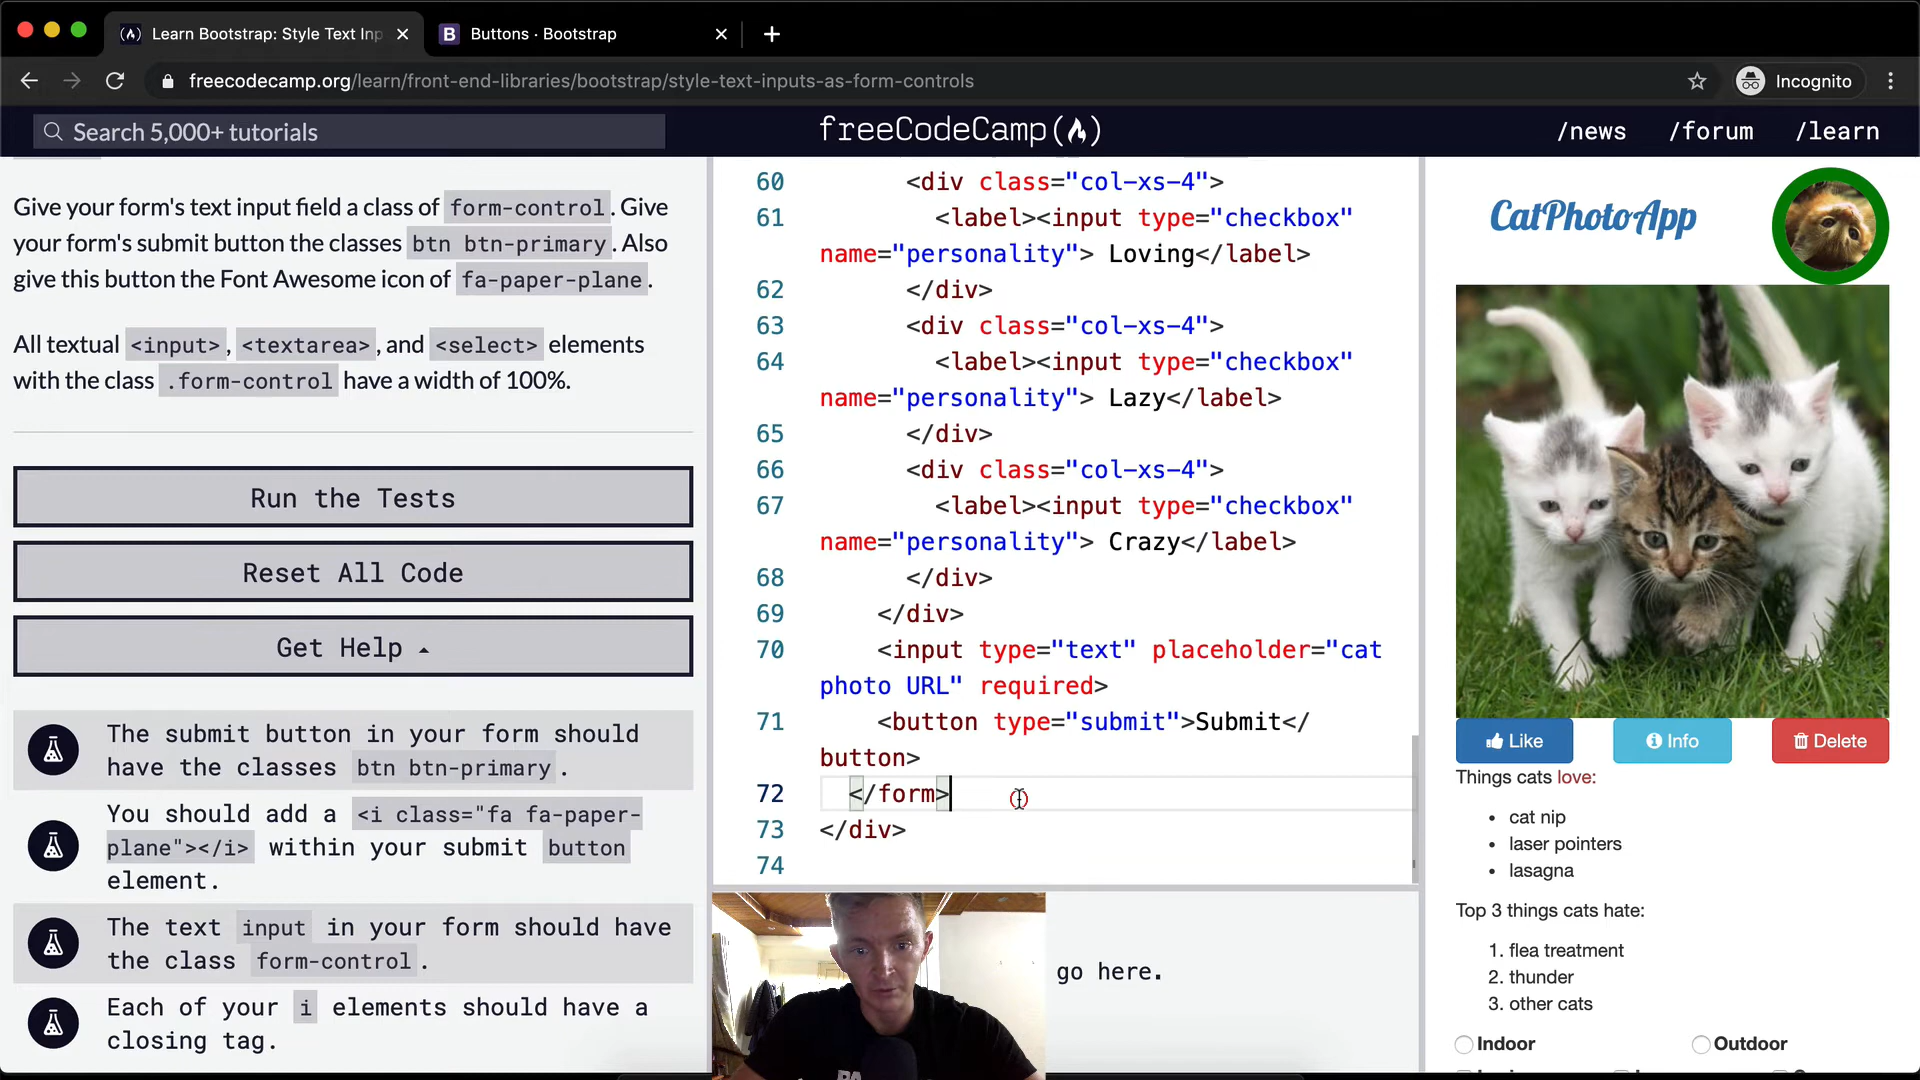 Learn Bootstrap: Style Text Inp
Buttons · Bootstrap
freecodecamp.org/learn/front-end-libraries/bootstrap/style-text-inputs-as-form-controls
Incognito
Search 5,000+ tutorials
freeCodeCamp
/news /forum /learn
Give your form's text input field a class of form-control. Give
your form's submit button the classes btn btn-primary. Also
give this button the Font Awesome icon of fa-paper-plane.
All textual <input>, <textarea>, and <select> elements
with the class .form-control have a width of 100%.
Run the Tests
Reset All Code
Get Help
The submit button in your form should
have the classes btn btn-primary.
You should add a <i class="fa fa-paper-
plane"></i> within your submit button
element.
The text input in your form should have
the class form-control.
Each of your i elements should have a
closing tag.
60 <div class="col-xs-4">
61 <label><input type="checkbox"
name="personality"> Loving</label>
62 </div>
63 <div class="col-xs-4">
64 <label><input type="checkbox"
name="personality"> Lazy</label>
65 </div>
66 <div class="col-xs-4">
67 <label><input type="checkbox"
name="personality"> Crazy</label>
68 </div>
69 </div>
70 <input type="text" placeholder="cat
photo URL" required>
71 <button type="submit">Submit</
button>
72 </form>
73 </div>
74
go here.
CatPhotoApp
Like
Info
Delete
Things cats love:
• cat nip
• laser pointers
• lasagna
Top 3 things cats hate:
1. flea treatment
2. thunder
3. other cats
Indoor
Outdoor